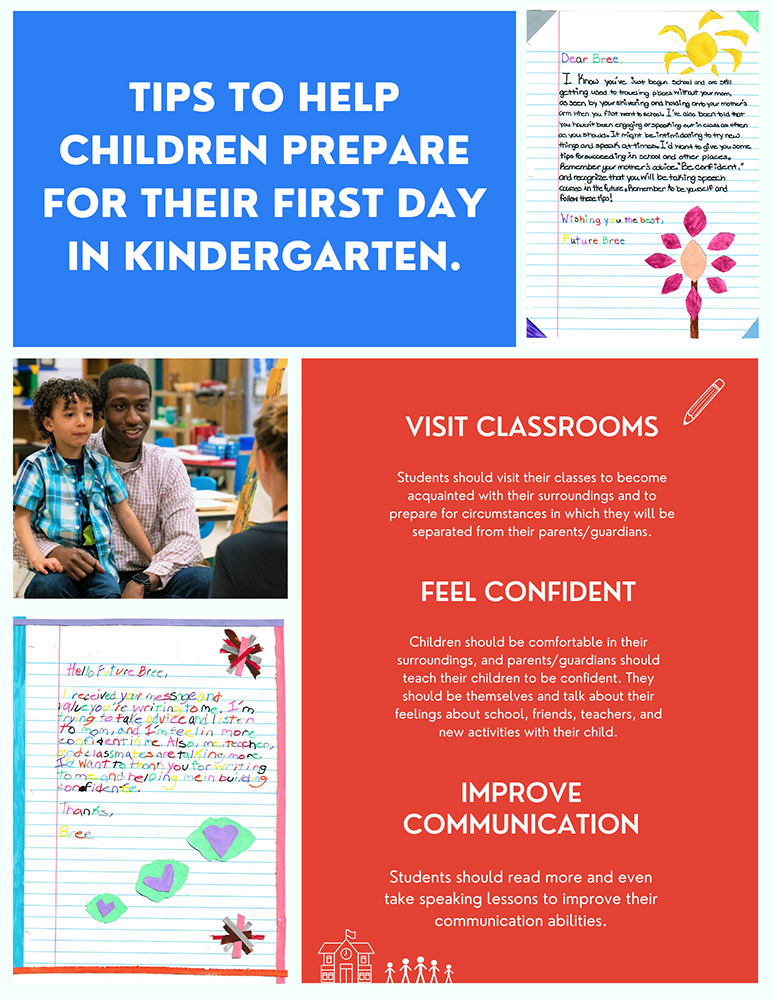 TIPS TO HELP
CHILDREN PREPARE
FOR THEIR FIRST DAY
IN KINDERGARTEN.
Dear Bree,
I know you've just begun school and are still
getting used to traveling places without your mom,
as seen by your shivering and holding onto your mother's
arm when you first went to school. I've also been told that
you haven't been engaging or speaking out in class as often
as you should. It might be intimidating to try new
things and speak at times. I'd want to give you some
tips for succeeding in school and other places.
Remember your mother's advice: "Be confident,"
and recognize that you will be taking speech
courses in the future. Remember to be yourself and
follow these tips!
Wishing you the best,
Future Bree
VISIT CLASSROOMS
Students should visit their classes to become
acquainted with their surroundings and to
prepare for circumstances in which they will be
separated from their parents/guardians.
FEEL CONFIDENT
Children should be comfortable in their
surroundings, and parents/guardians should
teach their children to be confident. They
should be themselves and talk about their
feelings about school, friends, teachers, and
new activities with their child.
IMPROVE
COMMUNICATION
Students should read more and even
take speaking lessons to improve their
communication abilities.
Hello Future Bree,
I received your message and
value you're writing to me. I'm
trying to take advice and listen
to mom, and I'm feelin more
confident in me. Also, me teacher,
and classmates are talking more.
I'd want to thank you for writing
to me and helping me in building
confidence.
Thanks,
Bree